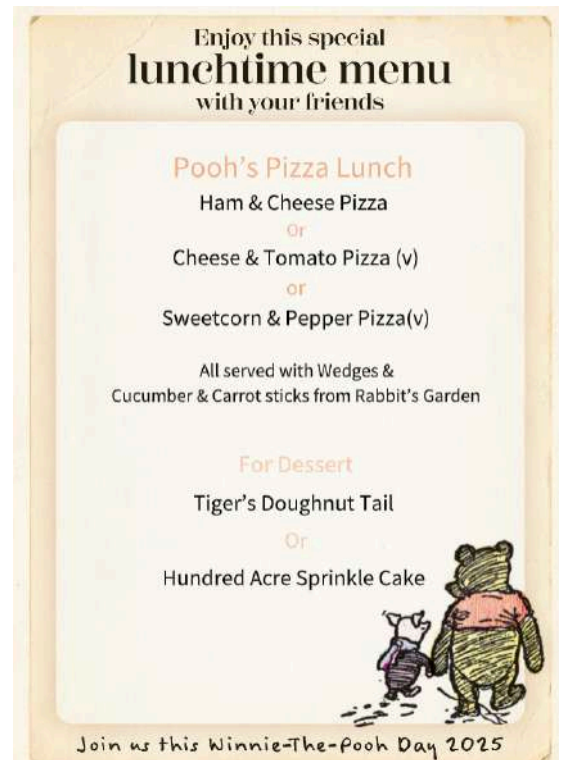 Enjoy this special
lunchtime menu
with your friends
Pooh's Pizza Lunch
Ham & Cheese Pizza
Or
Cheese & Tomato Pizza (v)
or
Sweetcorn & Pepper Pizza(v)
All served with Wedges &
Cucumber & Carrot sticks from Rabbit's Garden
For Dessert
Tiger's Doughnut Tail
Or
Hundred Acre Sprinkle Cake
Join us this Winnie-The-Pooh Day 2025